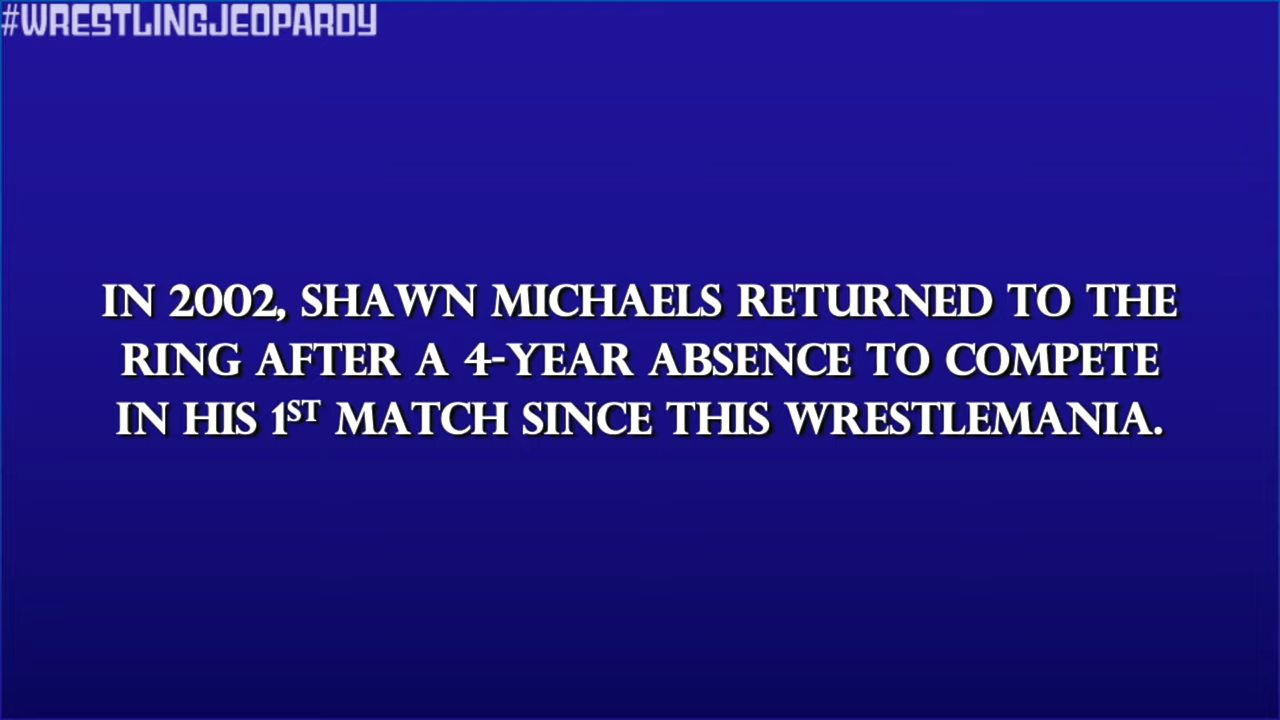 #WRESTLINGJEOPARDY
IN 2002, SHAWN MICHAELS RETURNED TO THE
RING AFTER A 4-YEAR ABSENCE TO COMPETE
IN HIS 1ST MATCH SINCE THIS WRESTLEMANIA.